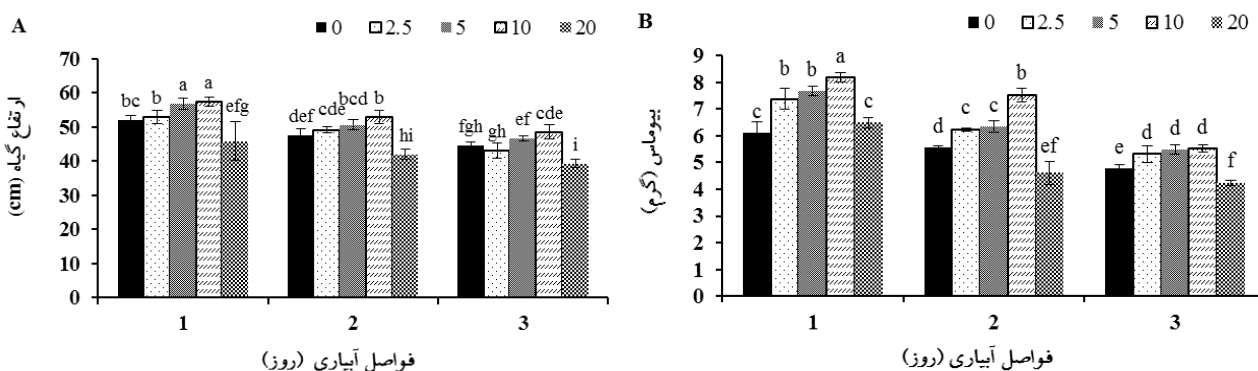 A
0 2.5 5 10 20
ارتفاع گیاه (cm)
70
60
50
40
30
20
10
0
bc b a a efg
def cde bcd b hi
fgh gh ef cde i
1 2 3
فواصل آبیاری (روز)
B
0 2.5 5 10 20
بیوماس (گرم)
9
8
7
6
5
4
3
2
1
0
c b b a c
d c c b ef
e d d d f
1 2 3
فواصل آبیاری (روز)